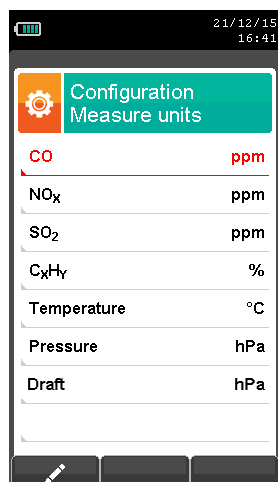 21/12/15
16:41
Configuration
Measure units
CO ppm
NOX ppm
SO2 ppm
CXHY %
Temperature °C
Pressure hPa
Draft hPa